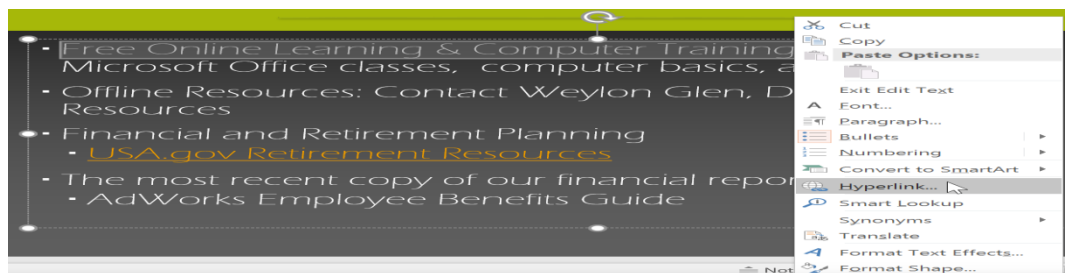 Free Online Learning & Computer Training
Microsoft Office classes, computer basics, a
Offline Resources: Contact Weylon Glen, D
Resources
Financial and Retirement Planning
USA.gov Retirement Resources
The most recent copy of our financial repor
AdWorks Employee Benefits Guide
Cut
Copy
Paste Options:
Exit Edit Text
Font...
Paragraph...
Bullets
Numbering
Convert to SmartArt
Hyperlink...
Smart Lookup
Synonyms
Translate
Format Text Effects...
Format Shape...
Not